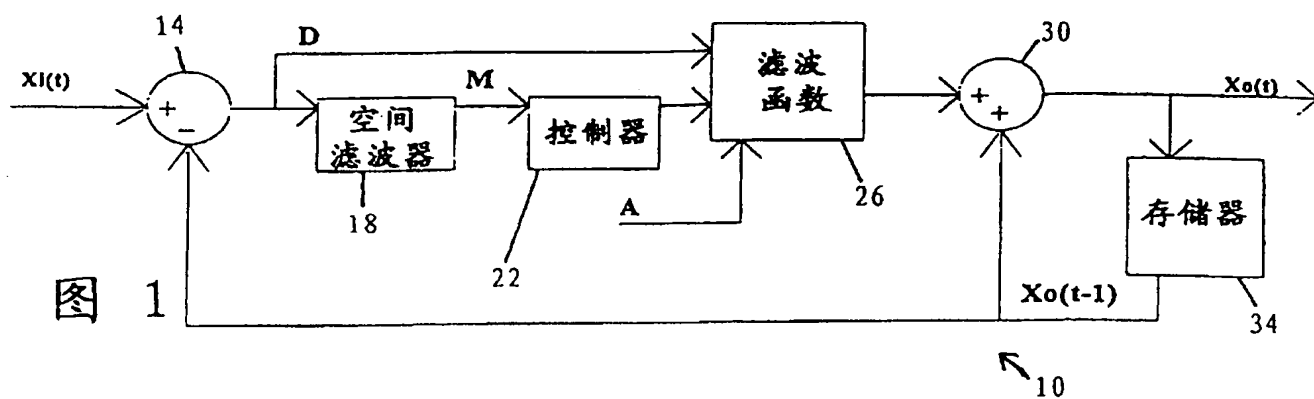 14
D
30
XI(t)
+
−
M
空间
滤波器
18
控制器
22
A
滤波
函数
26
+
+
Xo(t)
存储器
34
Xo(t-1)
图 1
10